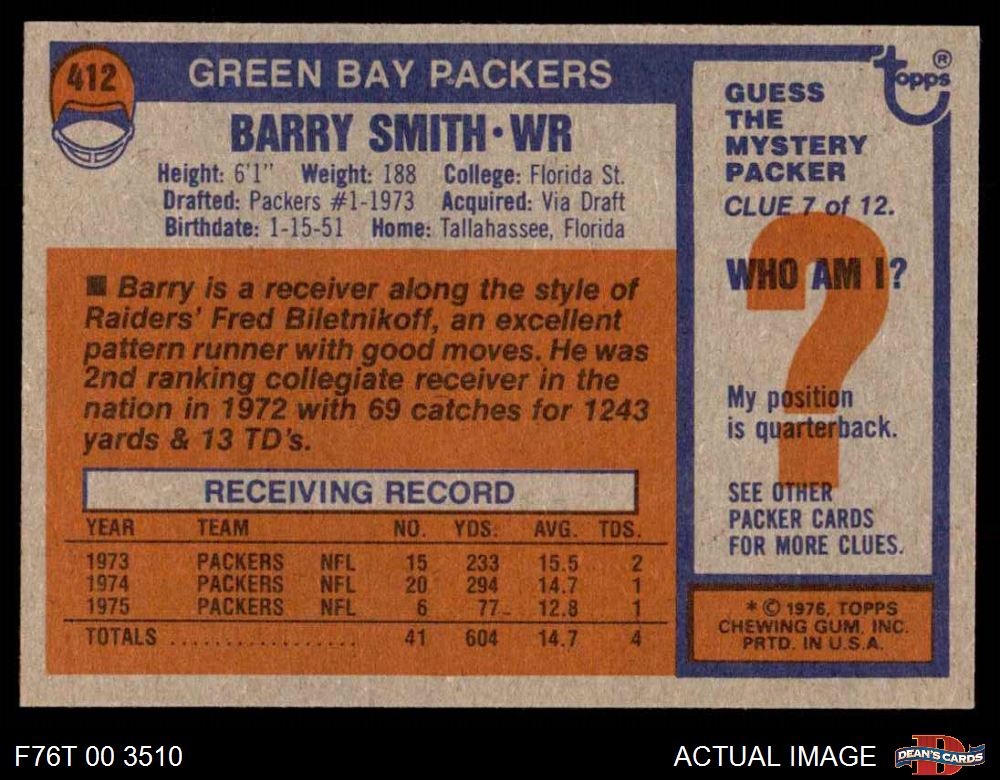 412
GREEN BAY PACKERS
BARRY SMITH·WR
Height: 6'1" Weight: 188 College: Florida St.
Drafted: Packers #1-1973 Acquired: Via Draft
Birthdate: 1-15-51 Home: Tallahassee, Florida
■ Barry is a receiver along the style of
Raiders' Fred Biletnikoff, an excellent
pattern runner with good moves. He was
2nd ranking collegiate receiver in the
nation in 1972 with 69 catches for 1243
yards & 13 TD's.
RECEIVING RECORD
YEAR TEAM NO. YDS. AVG. TDS.
1973 PACKERS NFL 15 233 15.5 2
1974 PACKERS NFL 20 294 14.7 1
1975 PACKERS NFL 6 77 12.8 1
TOTALS .................. 41 604 14.7 4
topps ®
GUESS
THE
MYSTERY
PACKER
CLUE 7 of 12.
?
WHO AM I?
My position
is quarterback.
SEE OTHER
PACKER CARDS
FOR MORE CLUES.
* © 1976, TOPPS
CHEWING GUM, INC.
PRTD. IN U.S.A.
F76T 00 3510
ACTUAL IMAGE
D
DEAN'S CARDS